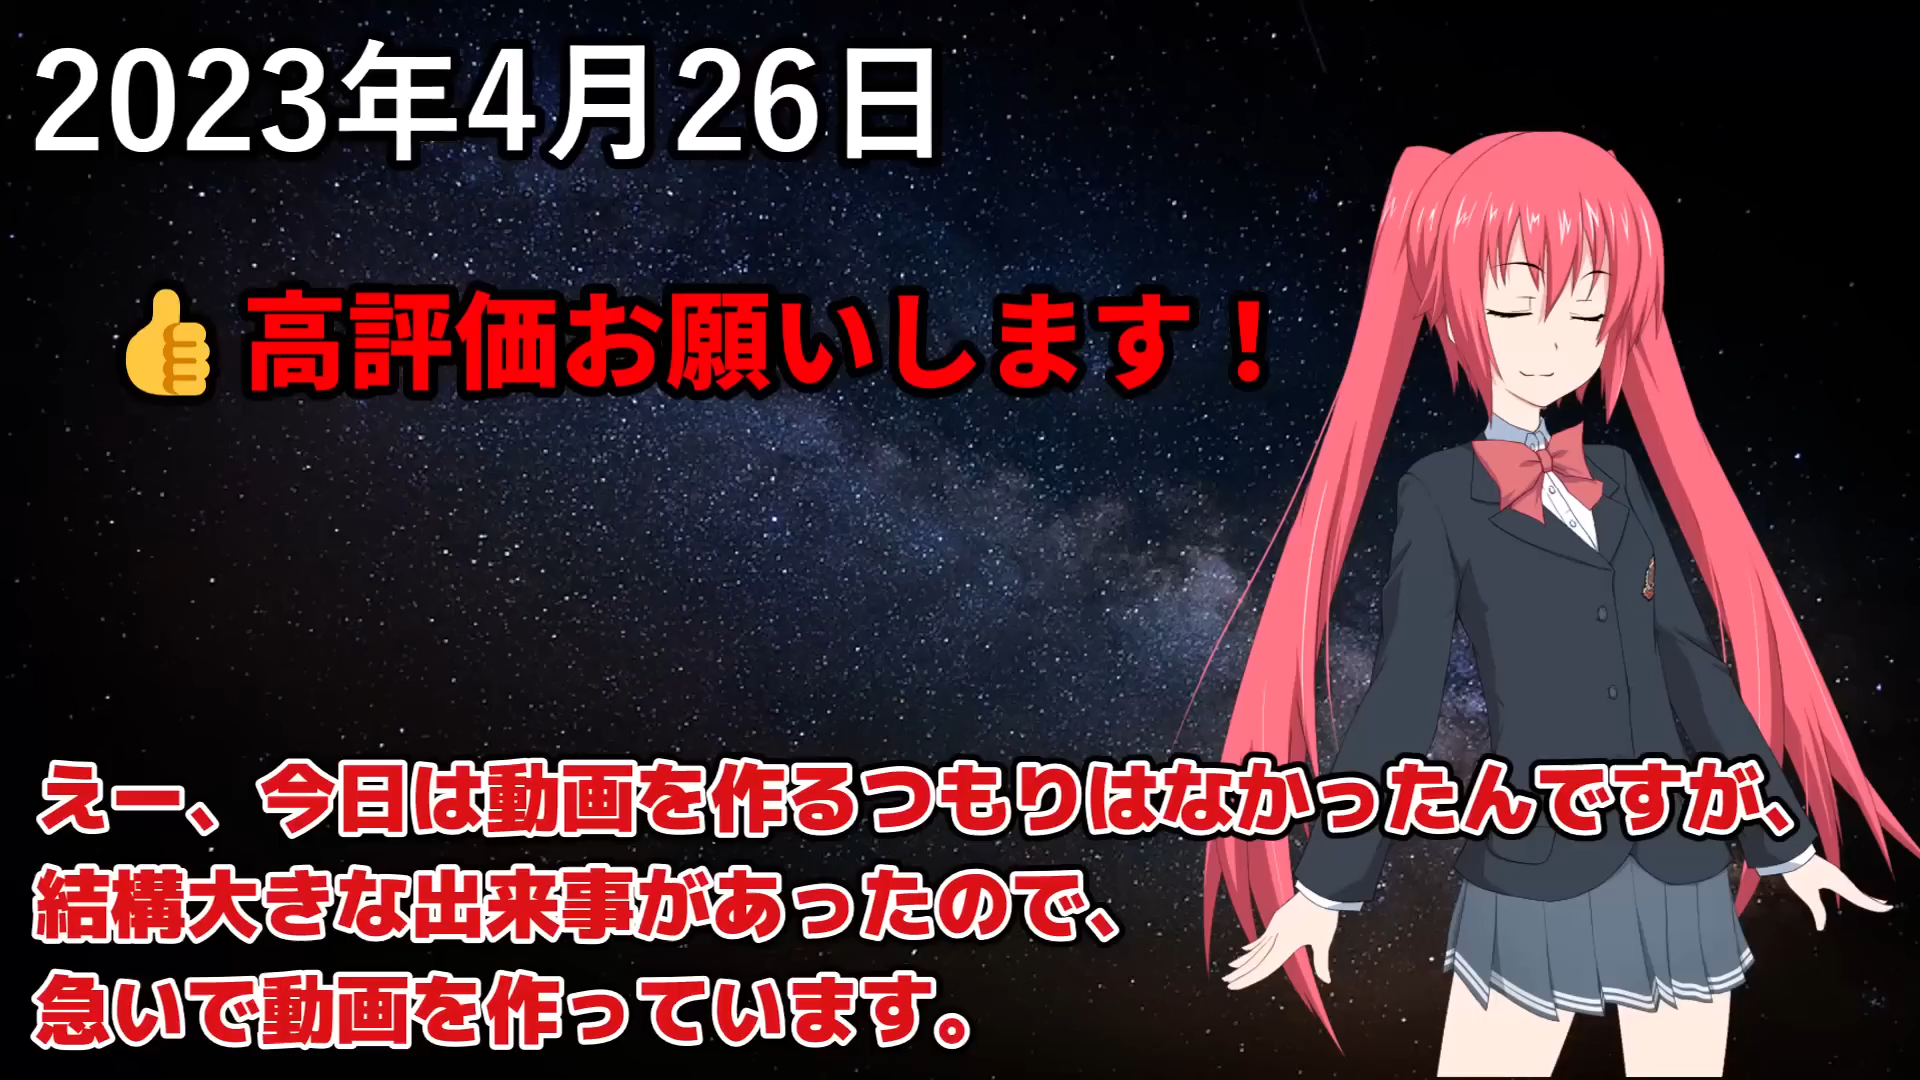 2023年4月26日
👍高評価お願いします！
えー、今日は動画を作るつもりはなかったんですが、
結構大きな出来事があったので、
急いで動画を作っています。